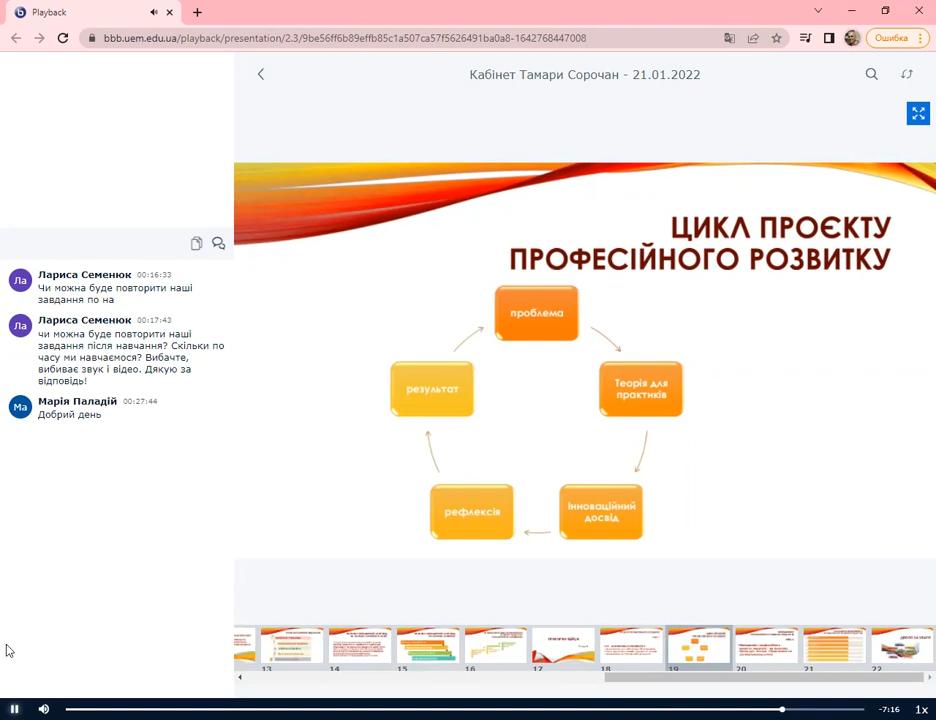 Playback
bbb.uem.edu.ua/playback/presentation/2.3/9be56ff6b89effb85c1a507ca57f5626491ba0a8-1642768447008
Ошибка
Кабінет Тамари Сорочан - 21.01.2022
Ла
Лариса Семенюк 00:16:33
Чи можна буде повторити наші
завдання по на
Ла
Лариса Семенюк 00:17:43
чи можна буде повторити наші
завдання після навчання? Скільки по
часу ми навчаємося? Вибачте,
вибиває звук і відео. Дякую за
відповідь!
Ма
Марія Паладій 00:27:44
Добрий день
ЦИКЛ ПРОЄКТУ
ПРОФЕСІЙНОГО РОЗВИТКУ
проблема
Теорія для
практиків
Інноваційний
досвід
рефлексія
результат
13
14
15
16
17
18
19
20
21
22
-7:16
1x